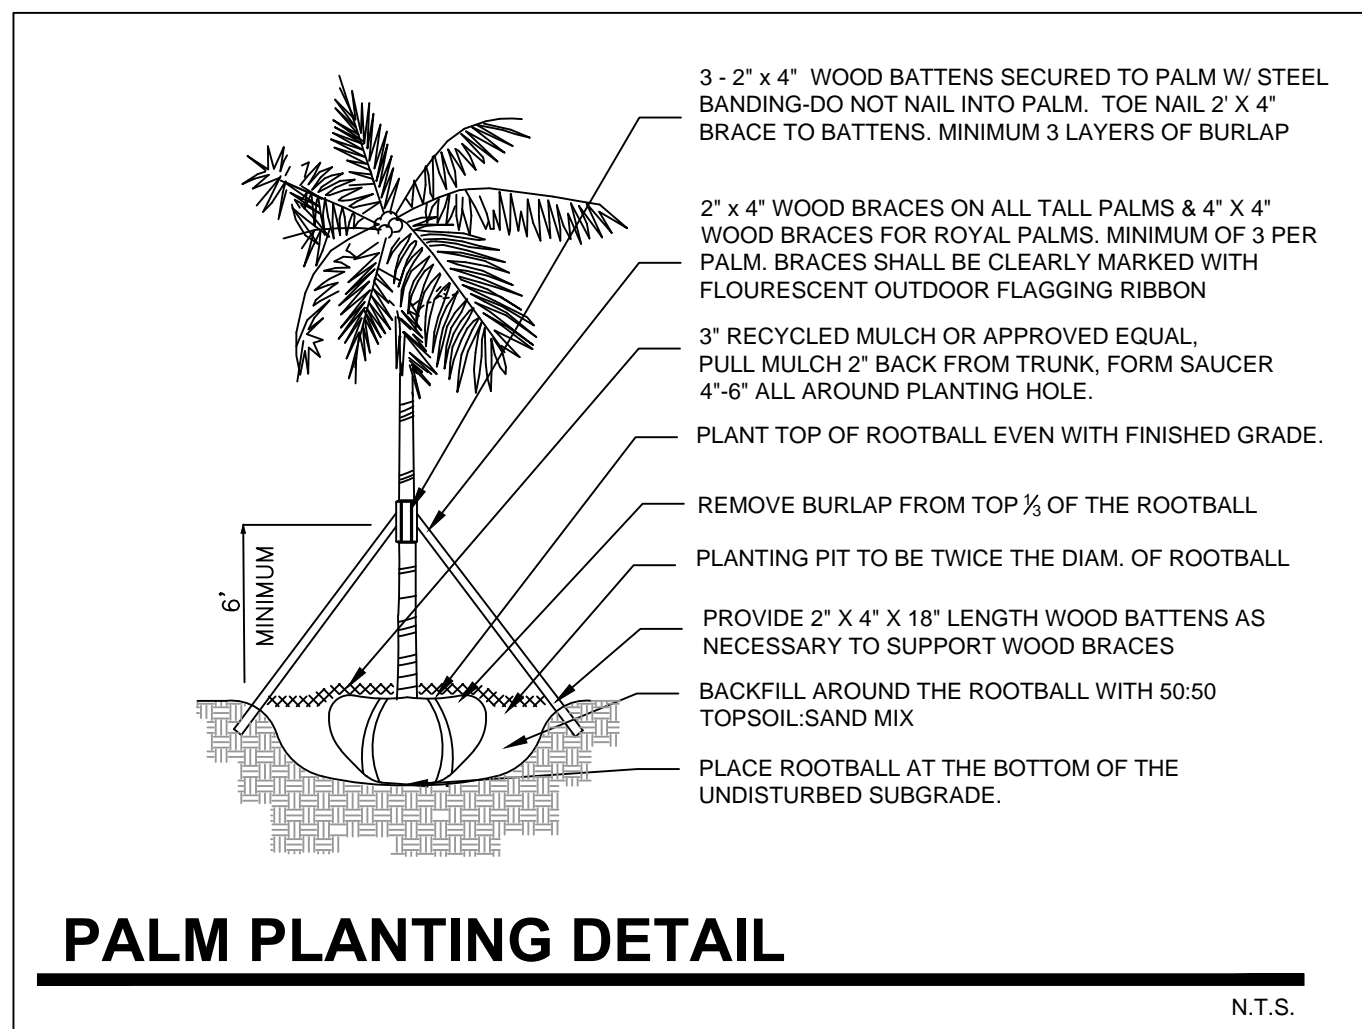 3 - 2" x 4" WOOD BATTENS SECURED TO PALM W/ STEEL
BANDING-DO NOT NAIL INTO PALM. TOE NAIL 2' X 4"
BRACE TO BATTENS. MINIMUM 3 LAYERS OF BURLAP
2" x 4" WOOD BRACES ON ALL TALL PALMS & 4" X 4"
WOOD BRACES FOR ROYAL PALMS. MINIMUM OF 3 PER
PALM. BRACES SHALL BE CLEARLY MARKED WITH
FLOURESCENT OUTDOOR FLAGGING RIBBON
3" RECYCLED MULCH OR APPROVED EQUAL,
PULL MULCH 2" BACK FROM TRUNK, FORM SAUCER
4"-6" ALL AROUND PLANTING HOLE.
PLANT TOP OF ROOTBALL EVEN WITH FINISHED GRADE.
REMOVE BURLAP FROM TOP ⅓ OF THE ROOTBALL
PLANTING PIT TO BE TWICE THE DIAM. OF ROOTBALL
PROVIDE 2" X 4" X 18" LENGTH WOOD BATTENS AS
NECESSARY TO SUPPORT WOOD BRACES
BACKFILL AROUND THE ROOTBALL WITH 50:50
TOPSOIL:SAND MIX
PLACE ROOTBALL AT THE BOTTOM OF THE
UNDISTURBED SUBGRADE.
6'
MINIMUM
PALM PLANTING DETAIL
N.T.S.